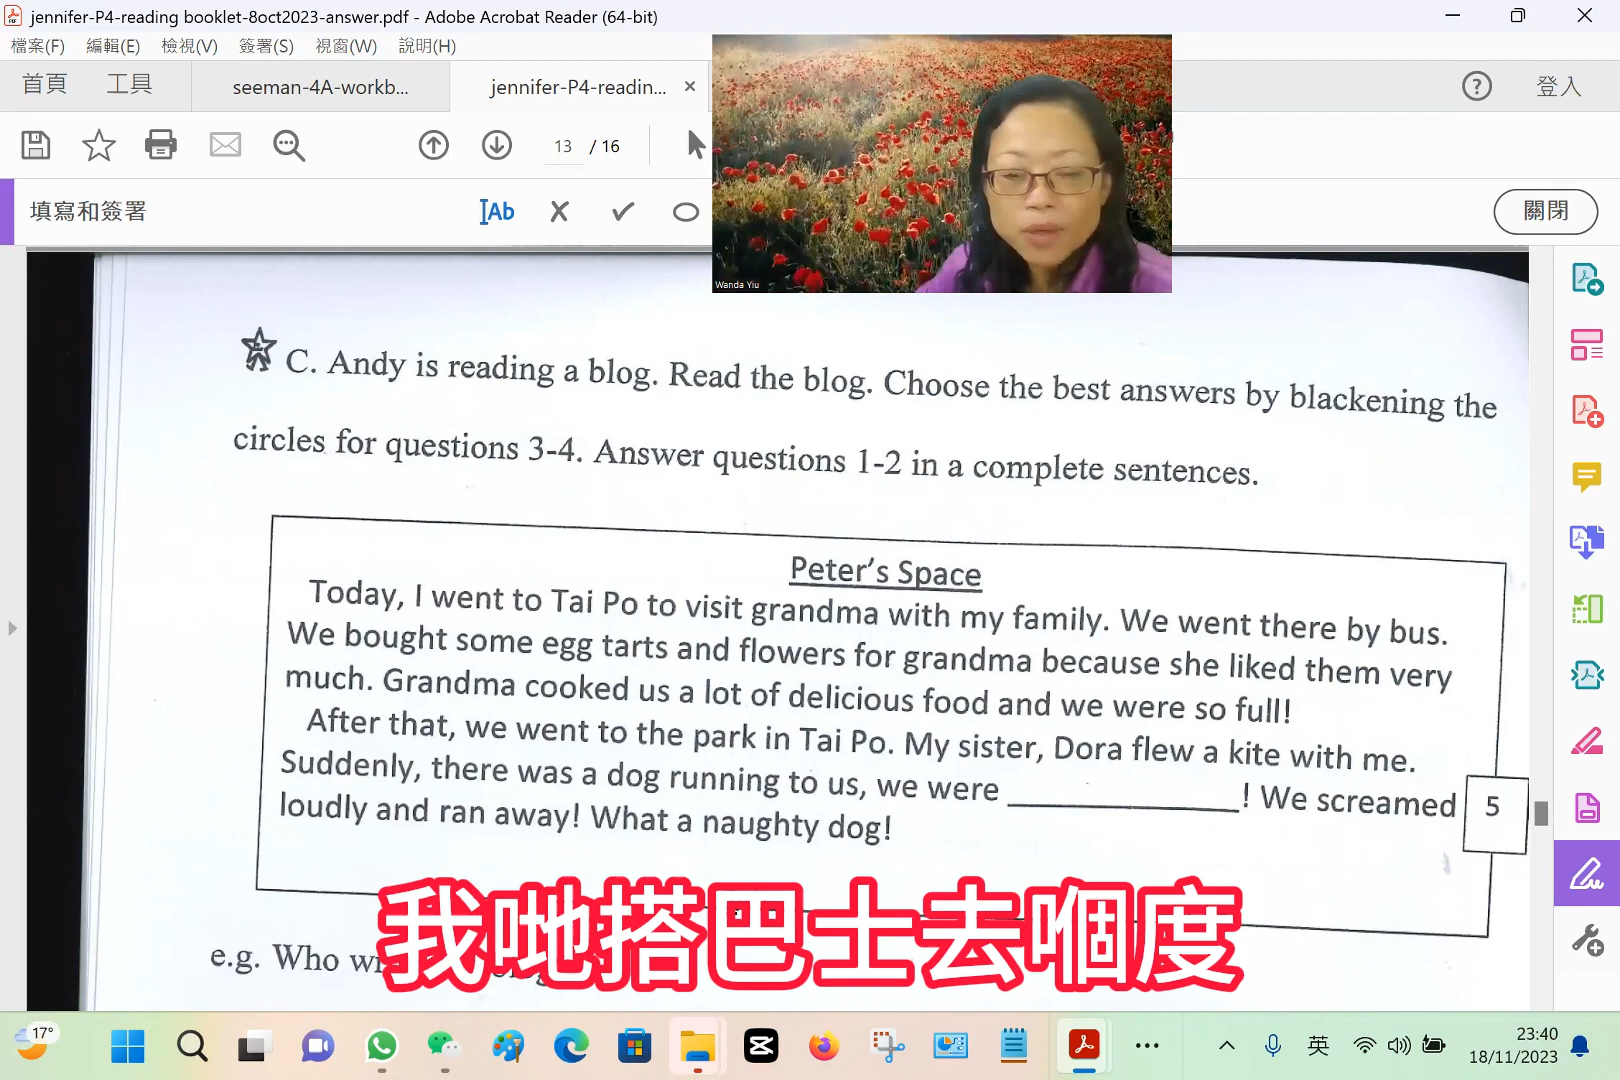 jennifer-P4-reading booklet-8oct2023-answer.pdf - Adobe Acrobat Reader (64-bit)
檔案(F) 編輯(E) 檢視(V) 簽署(S) 視窗(W) 說明(H)
首頁 工具 seeman-4A-workb... jennifer-P4-readin... 登入
13 / 16
填寫和簽署 Ab 關閉
Wanda Yiu
C. Andy is reading a blog. Read the blog. Choose the best answers by blackening the
circles for questions 3-4. Answer questions 1-2 in a complete sentences.
Peter's Space
Today, I went to Tai Po to visit grandma with my family. We went there by bus.
We bought some egg tarts and flowers for grandma because she liked them very
much. Grandma cooked us a lot of delicious food and we were so full!
After that, we went to the park in Tai Po. My sister, Dora flew a kite with me.
Suddenly, there was a dog running to us, we were ______________! We screamed
loudly and ran away! What a naughty dog!
5
我哋搭巴士去嗰度
e.g. Who
17°
英
23:40
18/11/2023